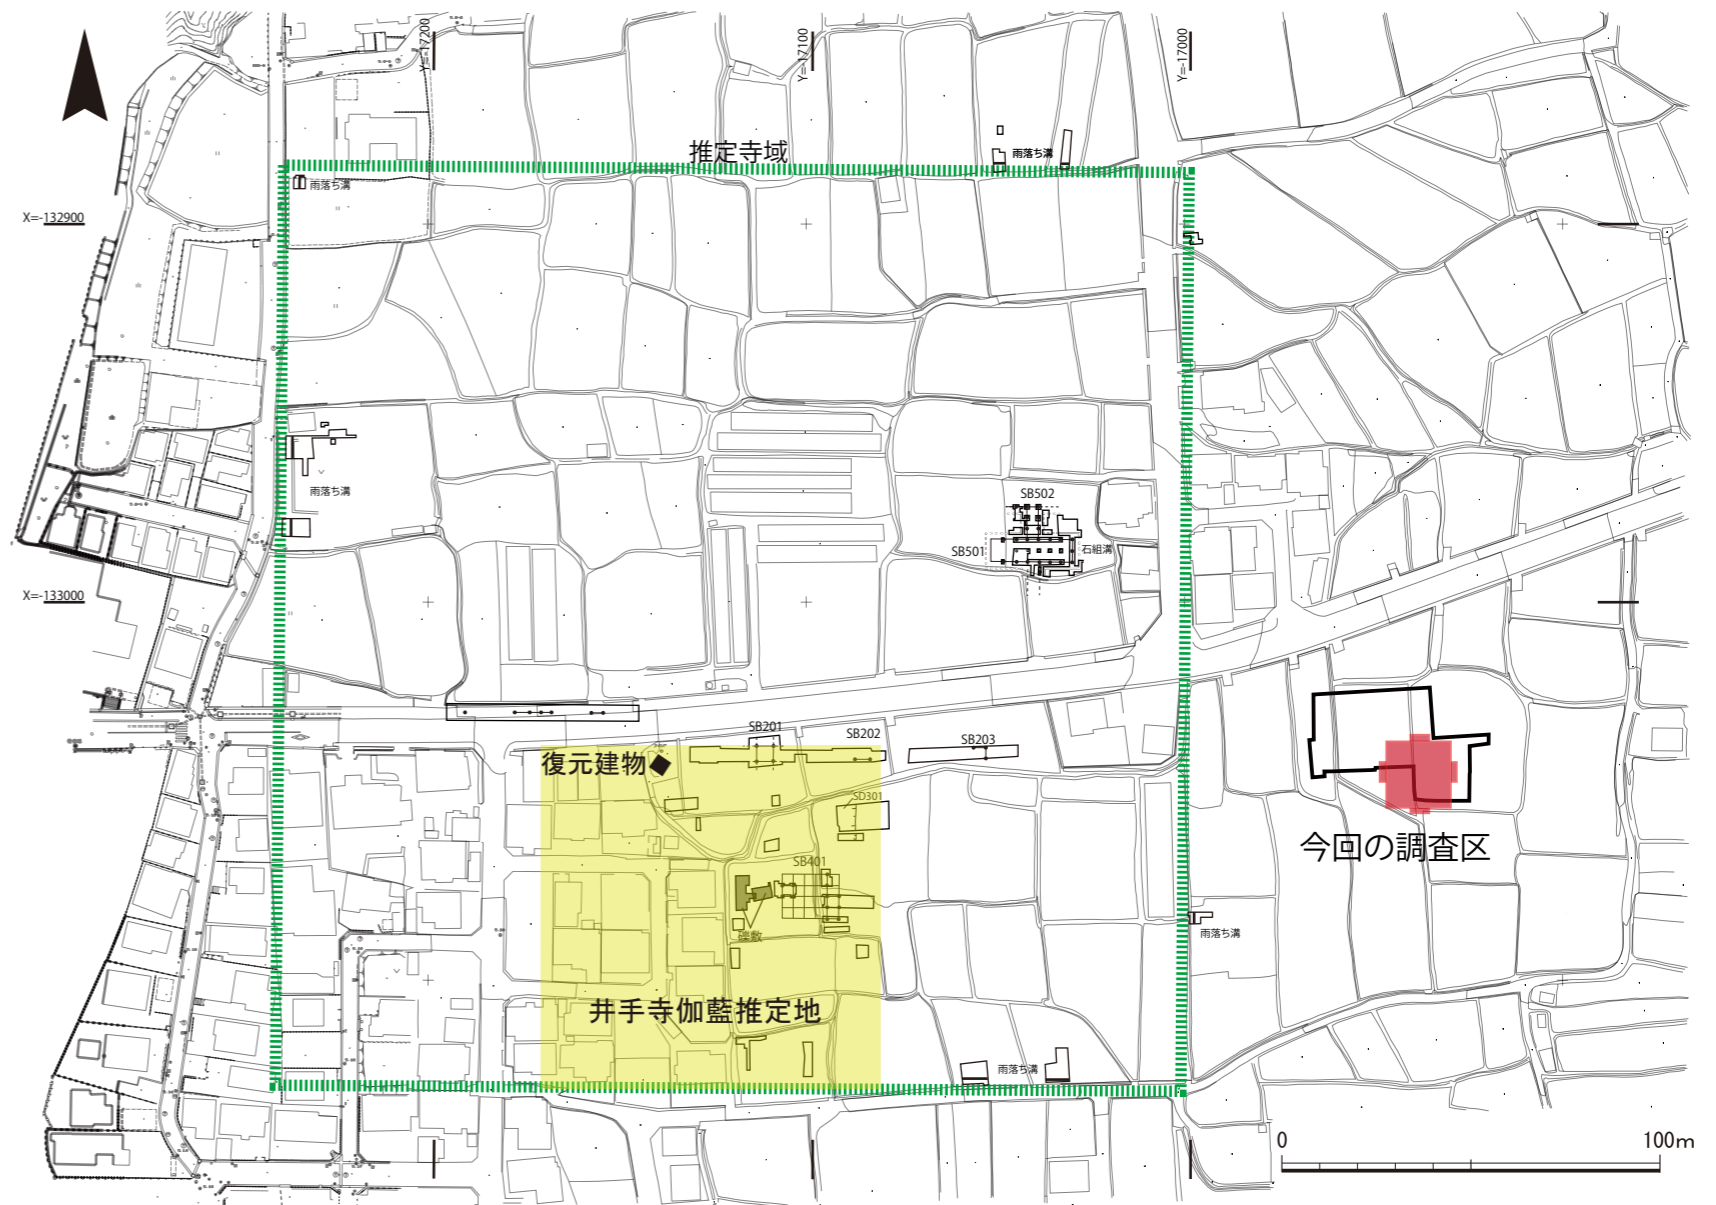 Y=-17200
Y=-17100
Y=-17000
推定寺域
雨落ち溝
雨落ち溝
X=-132900
雨落ち溝
SB502
SB501
石組溝
X=-133000
SB201
SB202
SB203
復元建物◆
SD301
今回の調査区
SB401
礫敷
雨落ち溝
井手寺伽藍推定地
雨落ち溝
0
100m